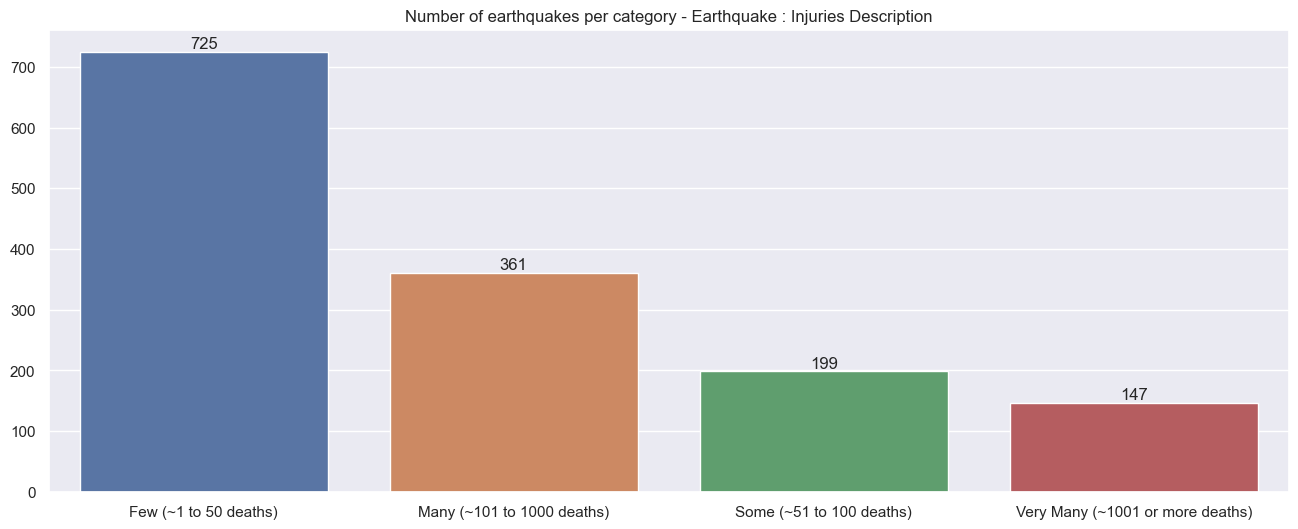 Number of earthquakes per category - Earthquake : Injuries Description
725
700
600
500
400
361
300
200
199
147
100
0
Few (~1 to 50 deaths)
Many (~101 to 1000 deaths)
Some (~51 to 100 deaths)
Very Many (~1001 or more deaths)